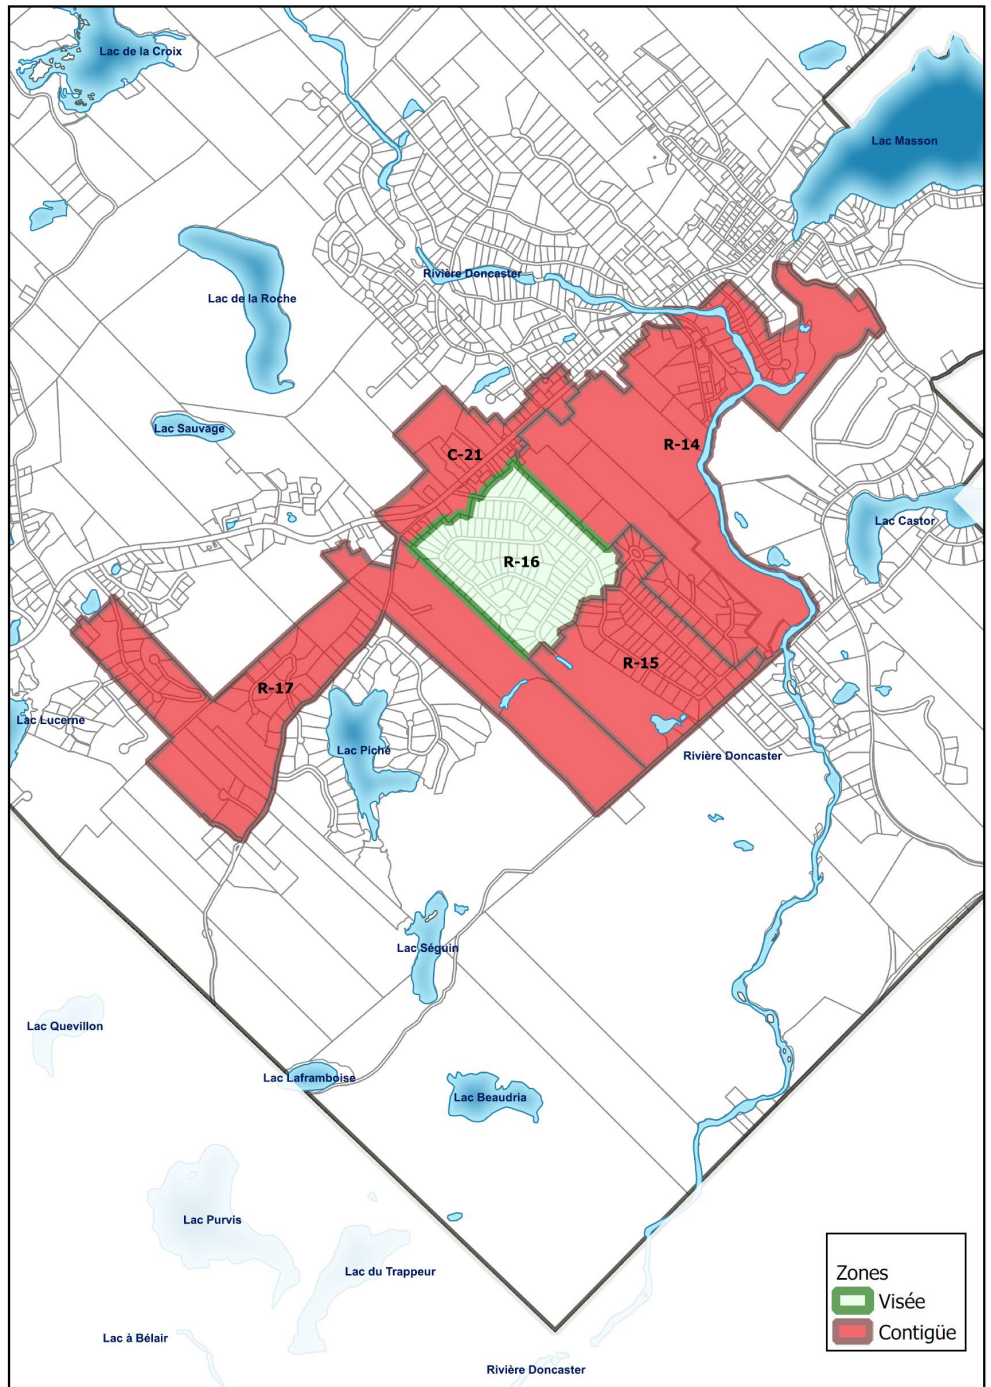 Lac de la Croix
Lac Masson
Rivière Doncaster
Lac de la Roche
Lac Sauvage
R-14
C-21
Lac Castor
R-16
R-15
R-17
Lac Lucerne
Lac Piché
Rivière Doncaster
Lac Séguin
Lac Quevillon
Lac Laframboise
Lac Beaudria
Lac Purvis
Lac du Trappeur
Lac à Bélair
Rivière Doncaster
Zones
Visée
Contigüe